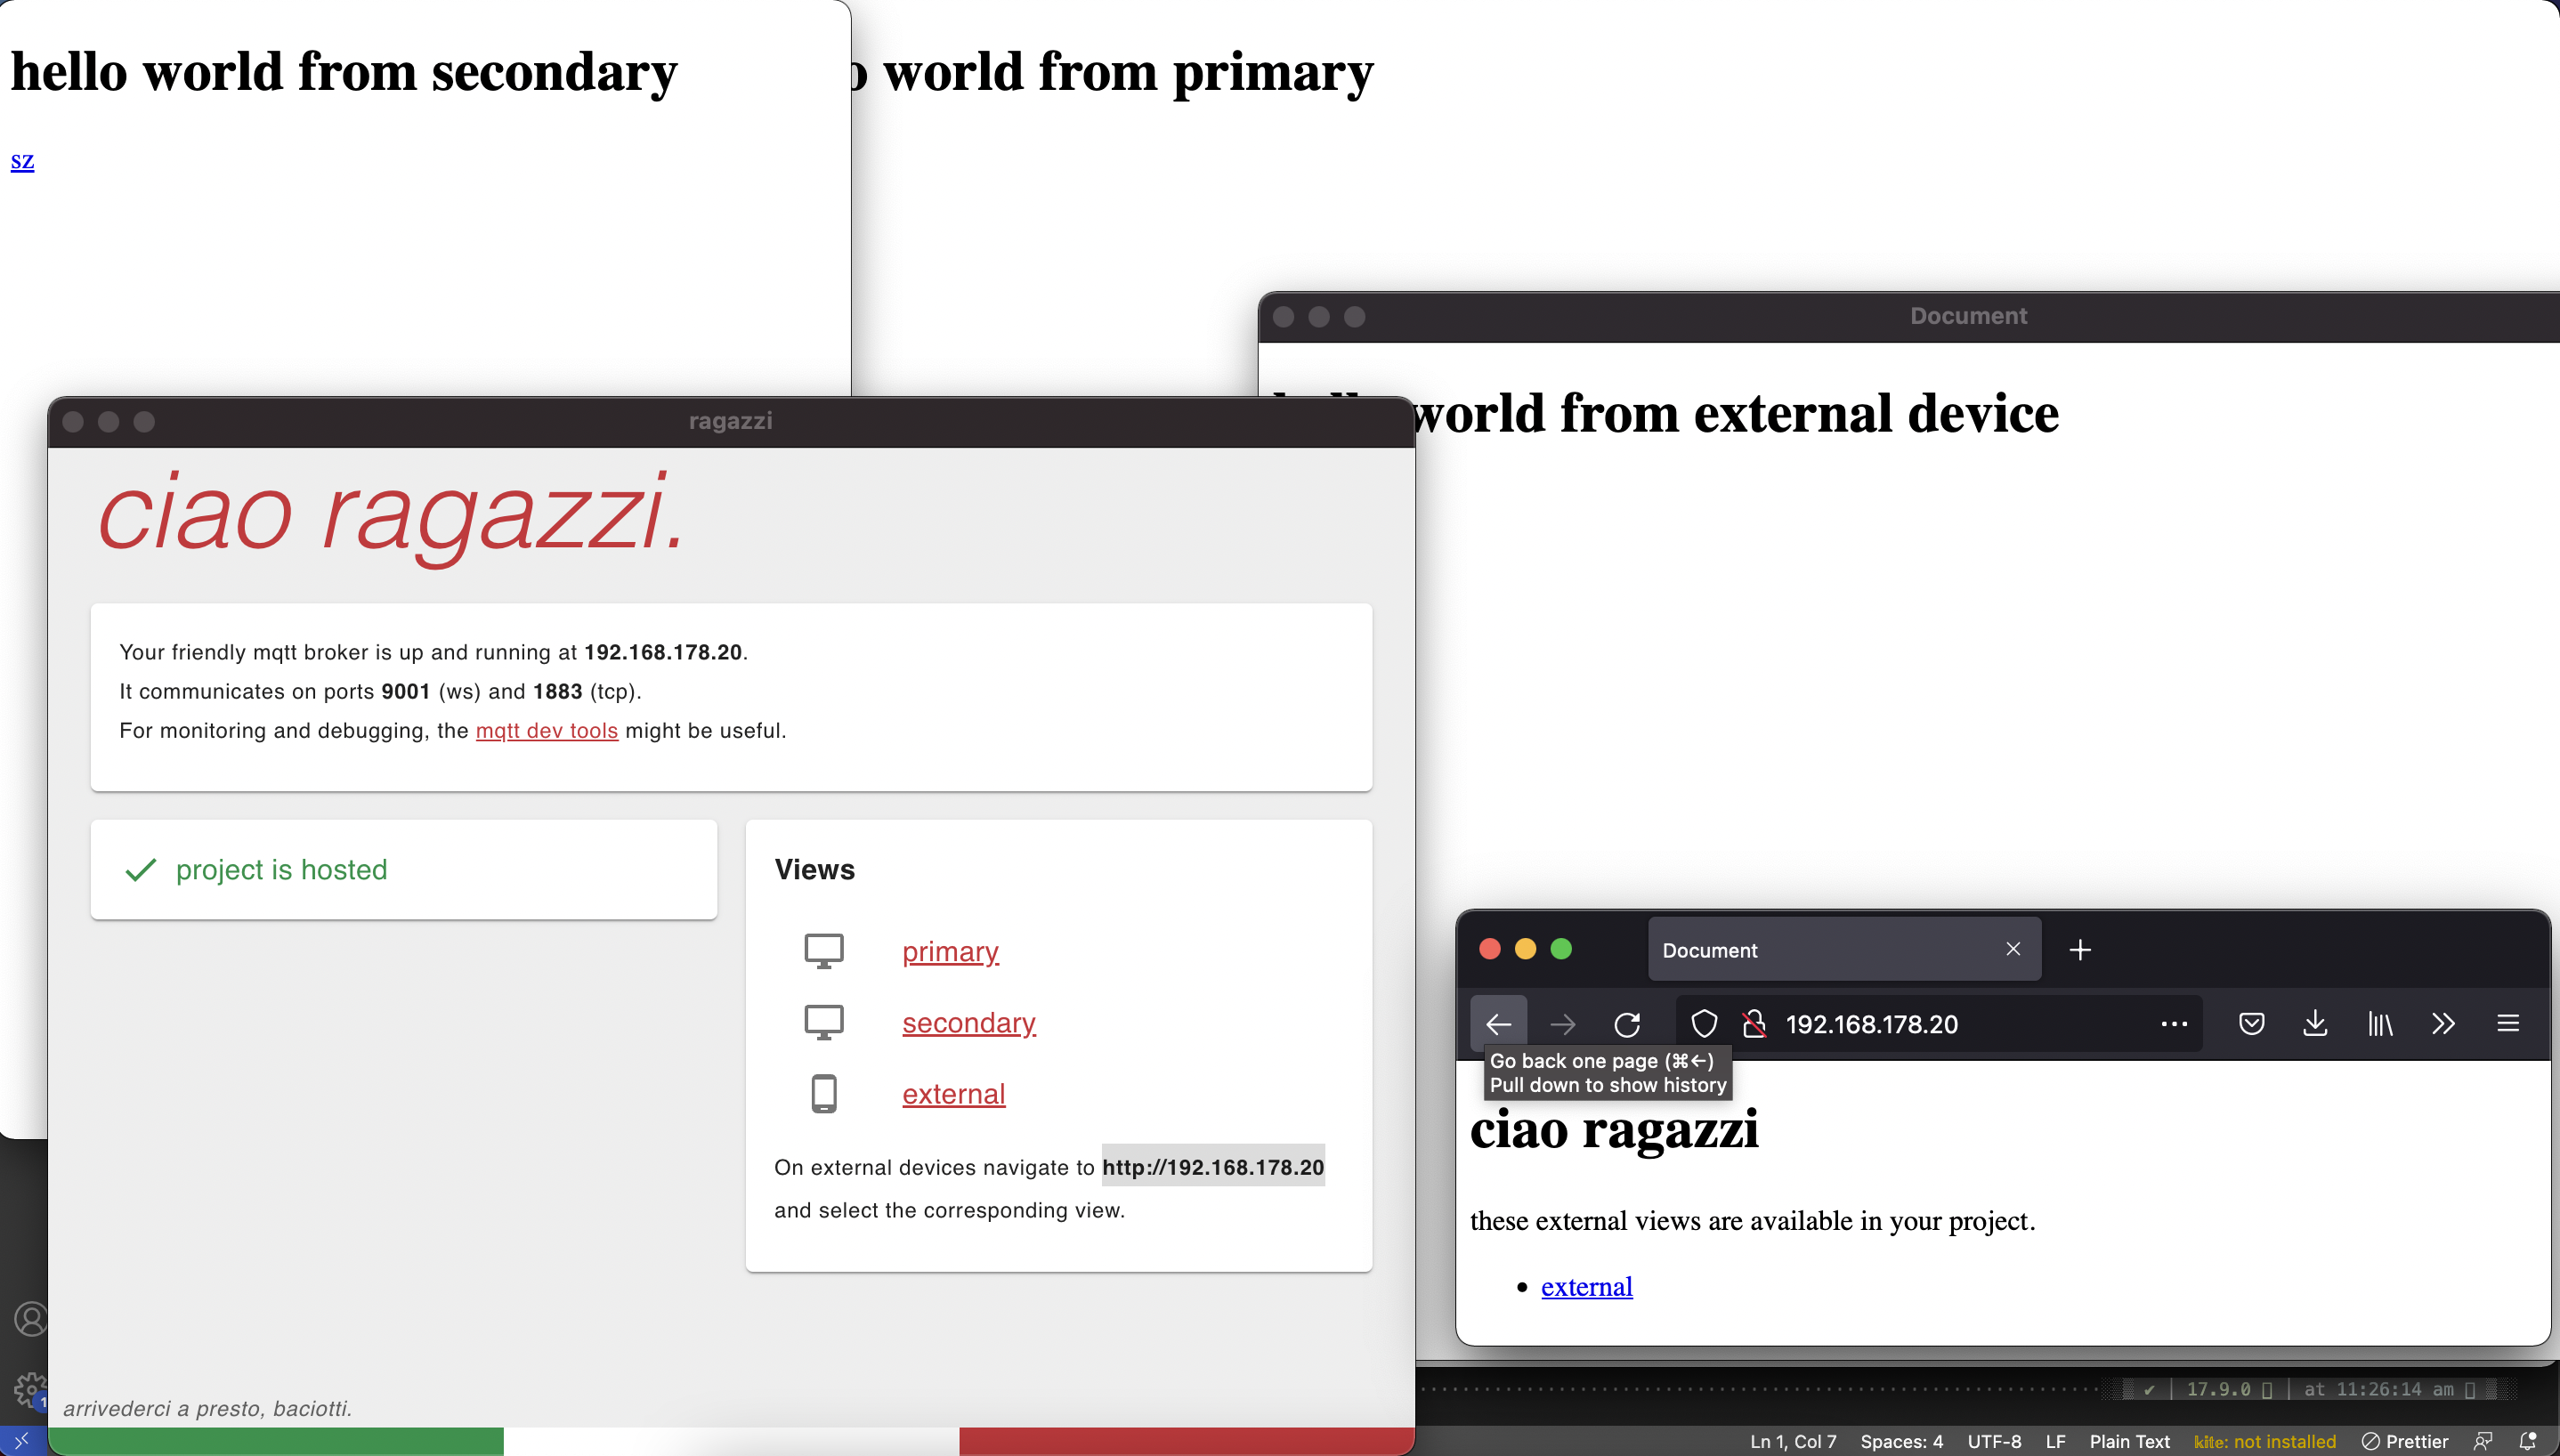 hello world from secondary
sz
world from primary
Document
world from external device
ragazzi
ciao ragazzi.
Your friendly mqtt broker is up and running at 192.168.178.20.
It communicates on ports 9001 (ws) and 1883 (tcp).
For monitoring and debugging, the mqtt dev tools might be useful.
project is hosted
Views
primary
secondary
external
On external devices navigate to http://192.168.178.20
and select the corresponding view.
arrivederci a presto, baciotti.
Document
192.168.178.20
Go back one page (⌘←)
Pull down to show history
ciao ragazzi
these external views are available in your project.
• external
✔ | 17.9.0 | at 11:26:14 am
1
Ln 1, Col 7 Spaces: 4 UTF-8 LF Plain Text kite: not installed Prettier